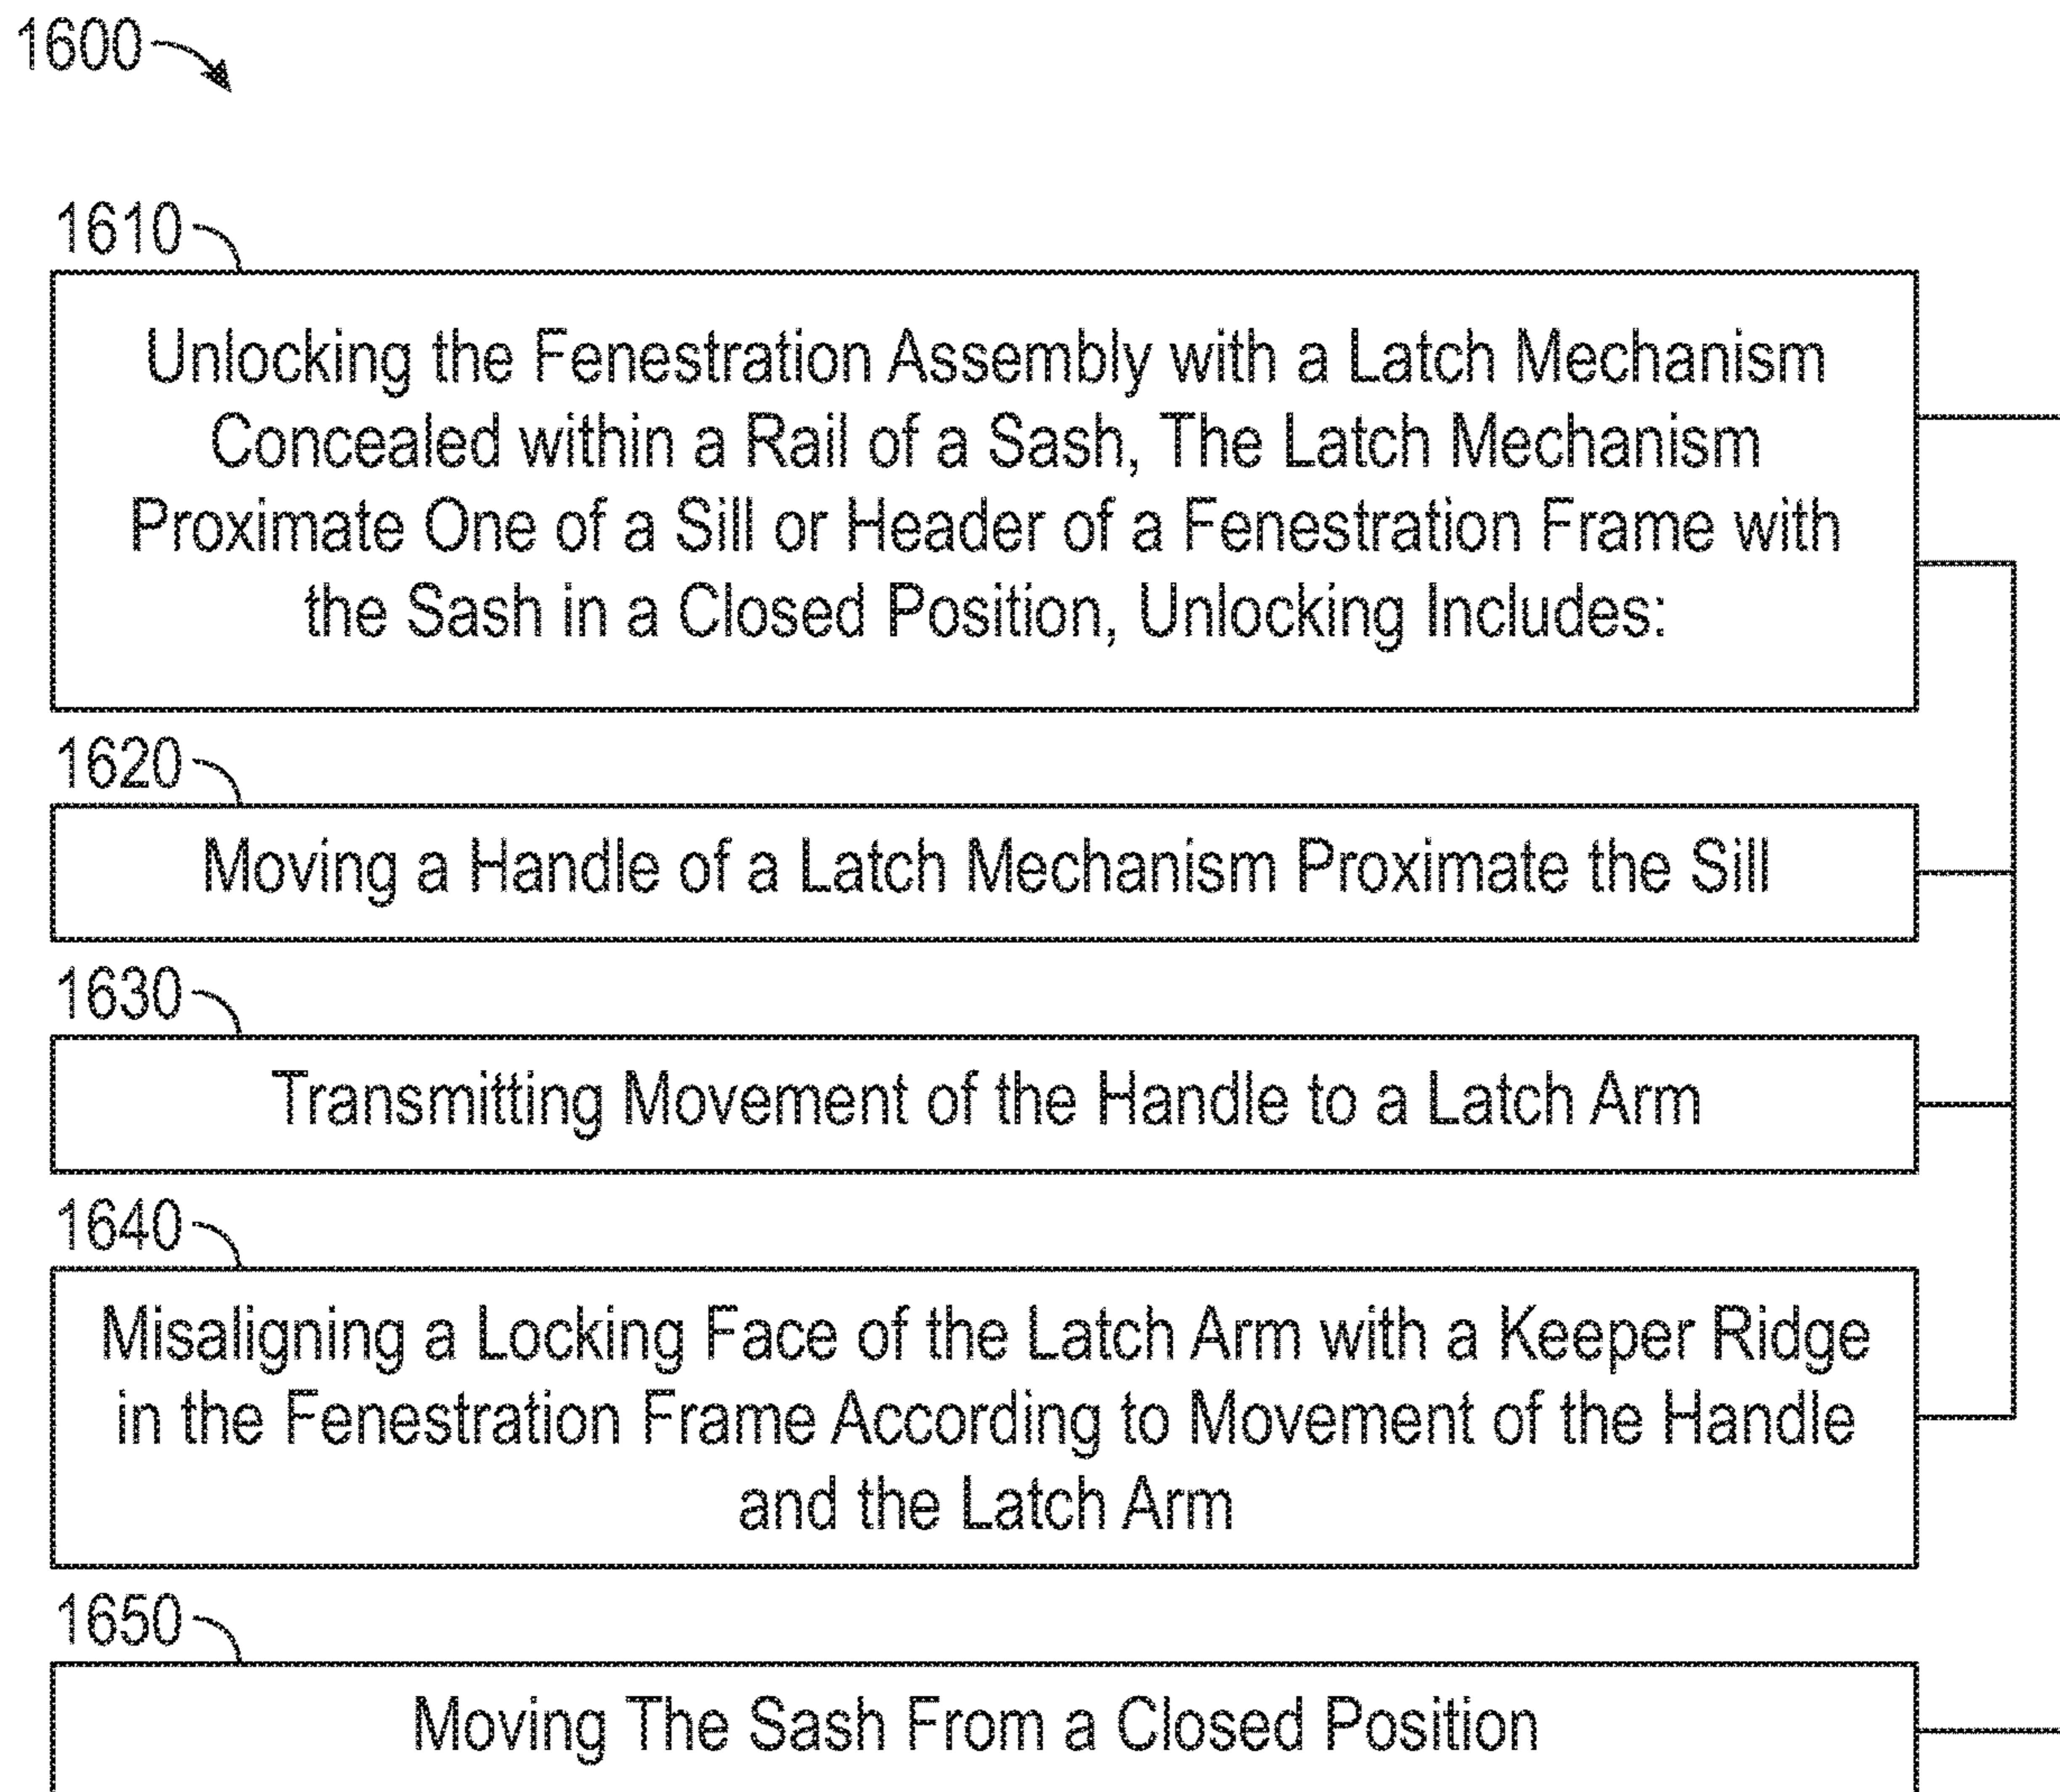 1600
1610
Unlocking the Fenestration Assembly with a Latch Mechanism
Concealed within a Rail of a Sash, The Latch Mechanism
Proximate One of a Sill or Header of a Fenestration Frame with
the Sash in a Closed Position, Unlocking Includes:
1620
Moving a Handle of a Latch Mechanism Proximate the Sill
1630
Transmitting Movement of the Handle to a Latch Arm
1640
Misaligning a Locking Face of the Latch Arm with a Keeper Ridge
in the Fenestration Frame According to Movement of the Handle
and the Latch Arm
1650
Moving The Sash From a Closed Position